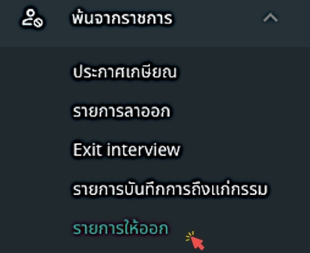 พ้นจากราชการ
ประกาศเกษียณ
รายการลาออก
Exit interview
รายการบันทึกการถึงแก่กรรม
รายการให้ออก